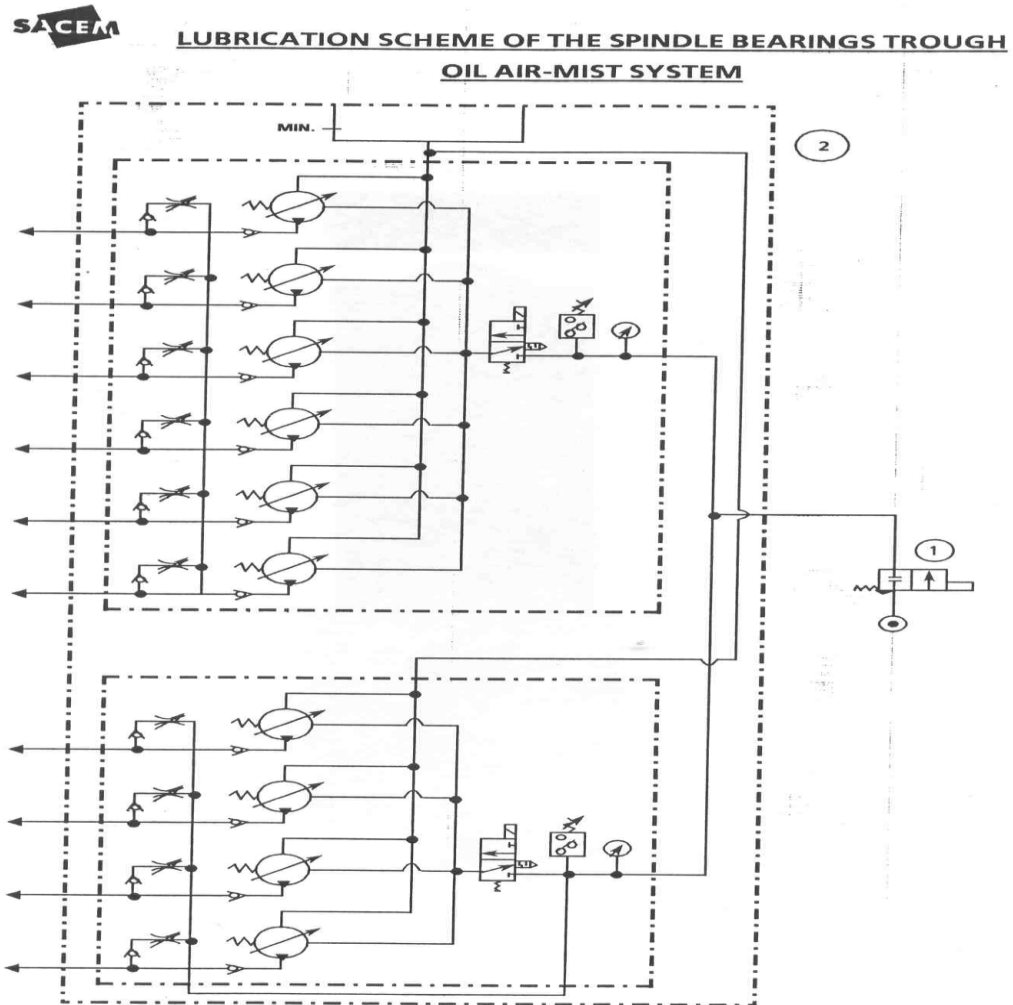 SACEM
LUBRICATION SCHEME OF THE SPINDLE BEARINGS TROUGH
OIL AIR-MIST SYSTEM
MIN.
2
1